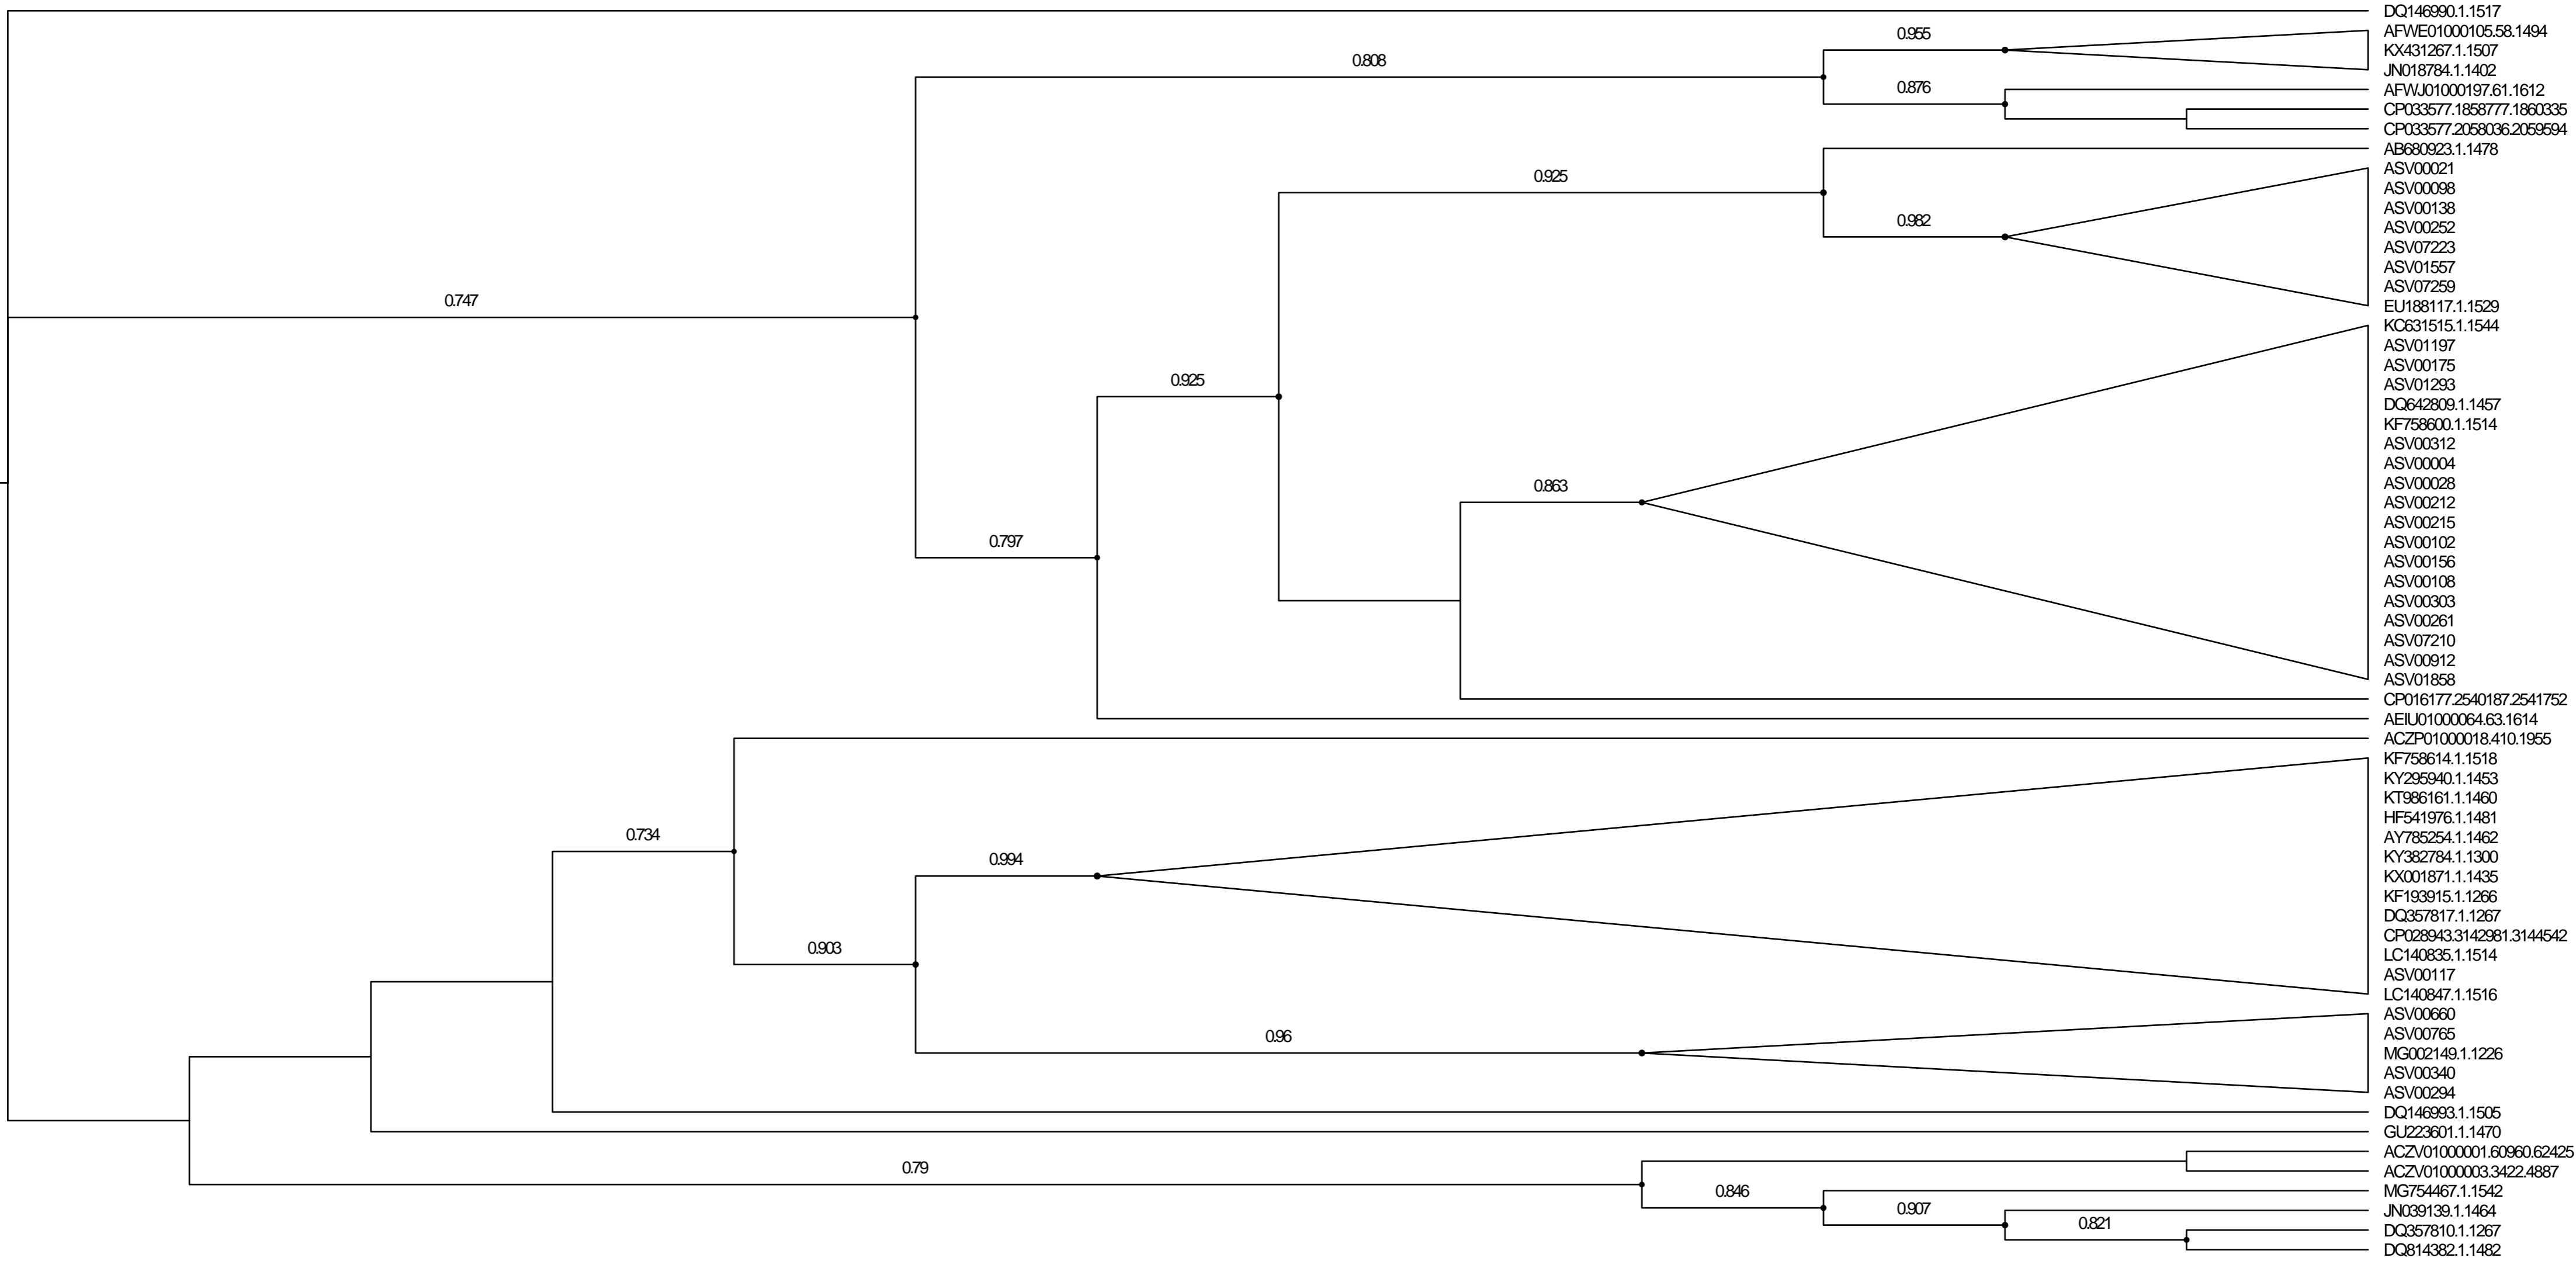 DQ146990.1.1517
AFWE01000105.58.1494
0.955
KX431267.1.1507
0.808
JN018784.1.1402
0.876
AFWJ01000197.61.1612
CP033577.1858777.1860335
CP033577.2058036.2059594
AB680923.1.1478
ASV00021
0.925
ASV00098
ASV00138
0.982
ASV00252
ASV07223
ASV01557
ASV07259
0.747
EU188117.1.1529
KC631515.1.1544
ASV01197
ASV00175
0.925
ASV01293
DQ642809.1.1457
KF758600.1.1514
ASV00312
ASV00004
0.863
ASV00028
ASV00212
ASV00215
0.797
ASV00102
ASV00156
ASV00108
ASV00303
ASV00261
ASV07210
ASV00912
ASV01858
CP016177.2540187.2541752
AEIU01000064.63.1614
ACZP01000018.410.1955
KF758614.1.1518
KY295940.1.1453
KT986161.1.1460
HF541976.1.1481
0.734
AY785254.1.1462
0.994
KY382784.1.1300
KX001871.1.1435
KF193915.1.1266
DQ357817.1.1267
CP028943.3142981.3144542
0.903
LC140835.1.1514
ASV00117
LC140847.1.1516
ASV00660
0.96
ASV00765
MG002149.1.1226
ASV00340
ASV00294
DQ146993.1.1505
GU223601.1.1470
ACZV01000001.60960.62425
0.79
ACZV01000003.3422.4887
0.846
MG754467.1.1542
0.907
JN039139.1.1464
0.821
DQ357810.1.1267
DQ814382.1.1482